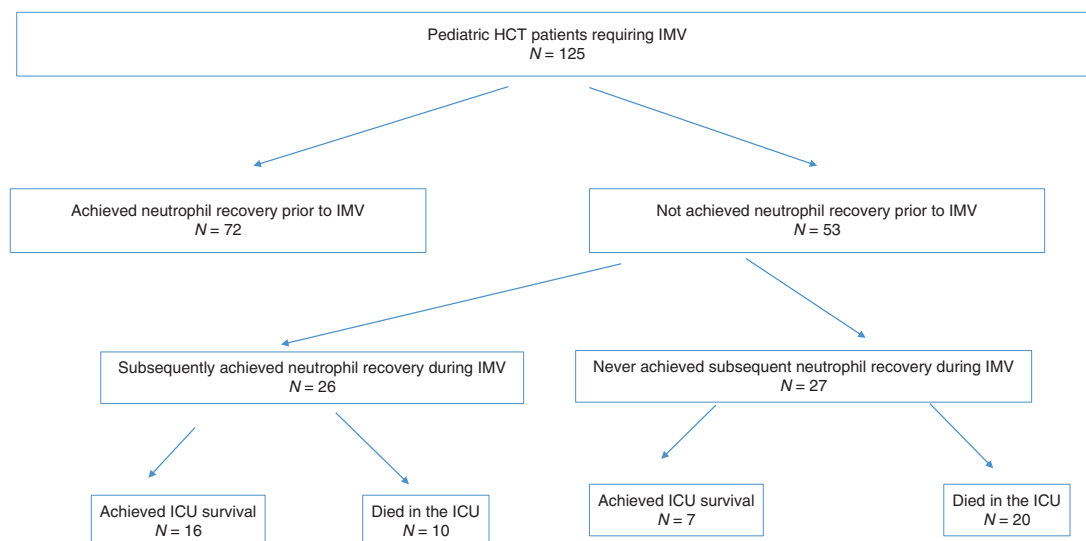 Pediatric HCT patients requiring IMV
N = 125
Achieved neutrophil recovery prior to IMV
N = 72
Not achieved neutrophil recovery prior to IMV
N = 53
Subsequently achieved neutrophil recovery during IMV
N = 26
Never achieved subsequent neutrophil recovery during IMV
N = 27
Achieved ICU survival
N = 16
Died in the ICU
N = 10
Achieved ICU survival
N = 7
Died in the ICU
N = 20